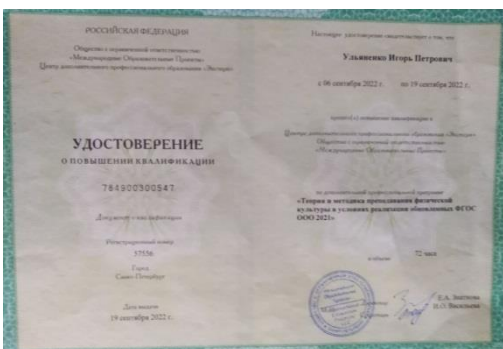 РОССИЙСКАЯ ФЕДЕРАЦИЯ
Общество с ограниченной ответственностью
«Международные Образовательные Проекты»
Центр дополнительного профессионального образования «Экстерн»
УДОСТОВЕРЕНИЕ
О ПОВЫШЕНИИ КВАЛИФИКАЦИИ
784900300547
Документ о квалификации
Регистрационный номер
57556
Город
Санкт-Петербург
Дата выдачи
19 сентября 2022 г.
Настоящее удостоверение свидетельствует о том, что
Ульяненко Игорь Петрович
с 06 сентября 2022 г. по 19 сентября 2022 г.
прошёл(а) повышение квалификации в
Центре дополнительного профессионального образования «Экстерн»
Общества с ограниченной ответственностью
«Международные Образовательные Проекты»
по дополнительной профессиональной программе
«Теория и методика преподавания физической
культуры в условиях реализации обновленных ФГОС
ООО 2021»
в объеме 72 часа
Е.А.
И.О. Васильева